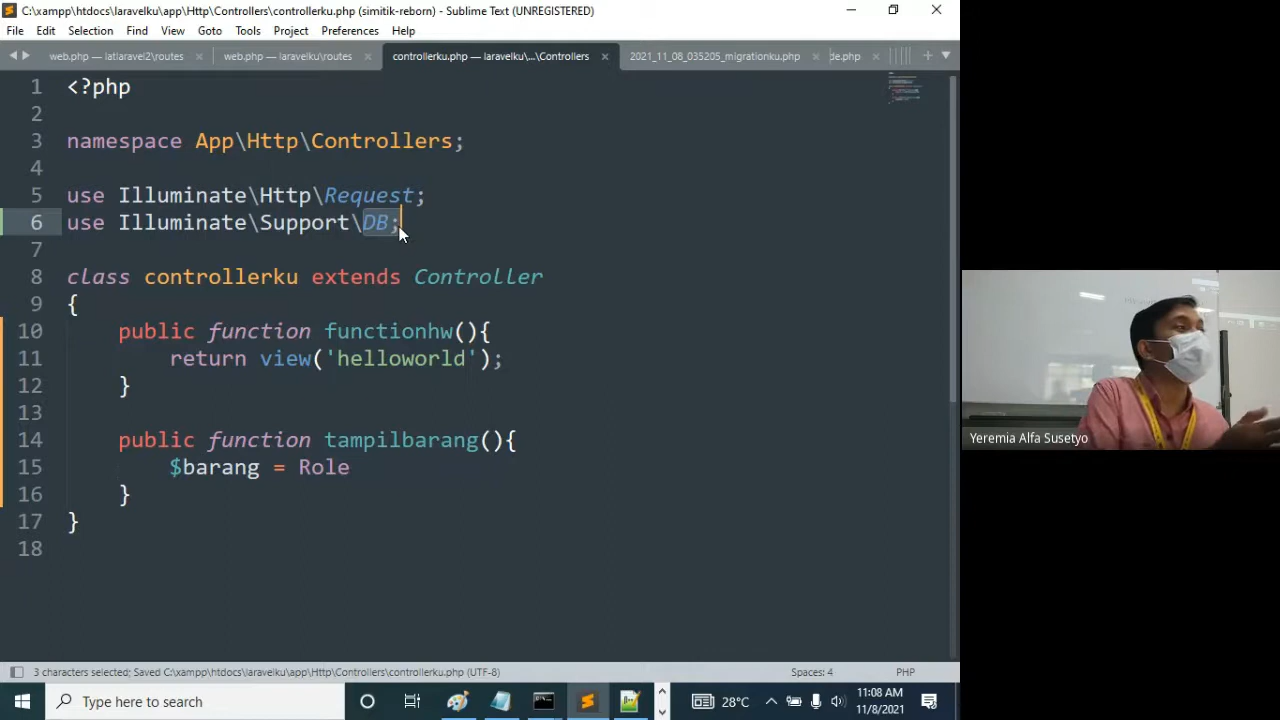 C:\xampp\htdocs\laravelku\app\Http\Controllers\controllerku.php (simitik-reborn) - Sublime Text (UNREGISTERED)
File Edit Selection Find View Goto Tools Project Preferences Help
web.php — latlaravel2\routes × web.php — laravelku\routes × controllerku.php — laravelku\...\Controllers × 2021_11_08_035205_migrationku.php × de.php ×
1 <?php
2
3 namespace App\Http\Controllers;
4
5 use Illuminate\Http\Request;
6 use Illuminate\Support\DB;
7
8 class controllerku extends Controller
9 {
10 public function functionhw(){
11 return view('helloworld');
12 }
13
14 public function tampilbarang(){
15 $barang = Role
16 }
17 }
18
Yeremia Alfa Susetyo
3 characters selected; Saved C:\xampp\htdocs\laravelku\app\Http\Controllers\controllerku.php (UTF-8) Spaces: 4 PHP
Type here to search 28°C 11:08 AM
11/8/2021